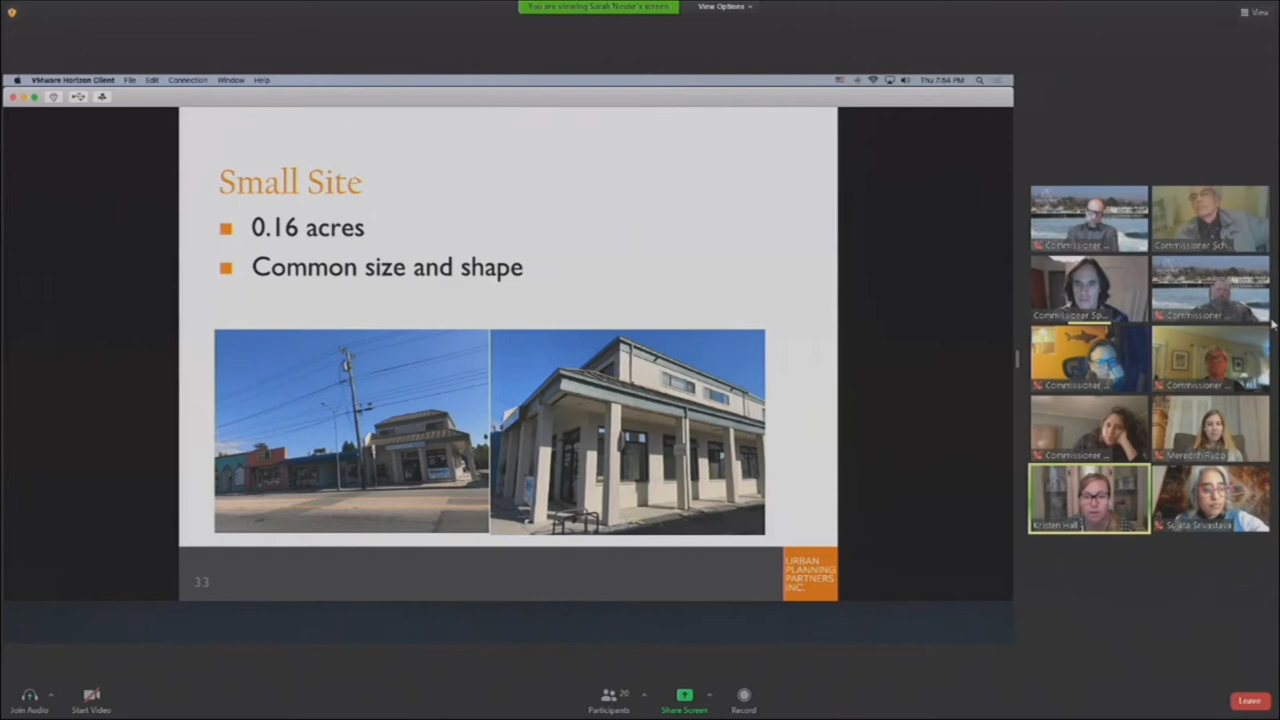 You are viewing Sarah Neuse's screen
View Options
View
VMware Horizon Client File Edit Connection Window Help
Thu 7:54 PM
Small Site
0.16 acres
Common size and shape
33
URBAN
PLANNING
PARTNERS
INC.
Commissioner ...
Commissioner Sch...
Commissioner Sp...
Commissioner ...
Commissioner ...
Commissioner ...
Commissioner ...
Meredith Rupp
Kristen Hall
Sujata Srivastava
Join Audio
Start Video
20
Participants
Share Screen
Record
Leave